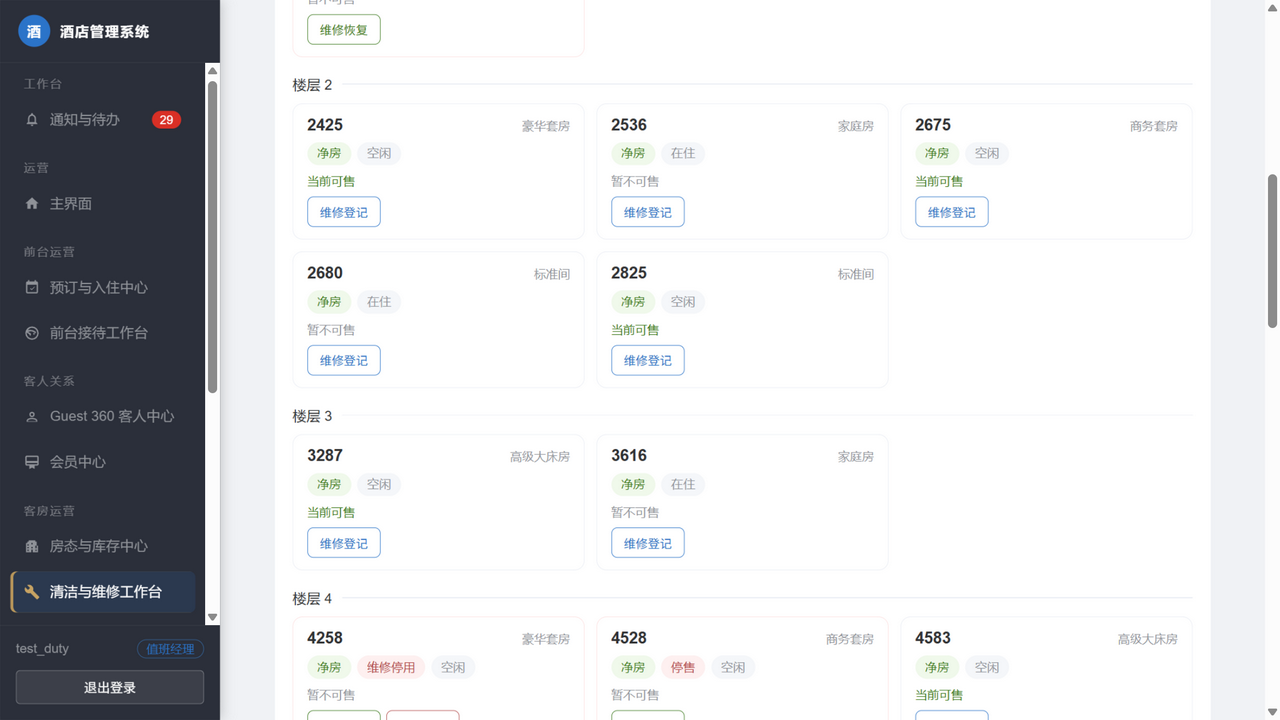 酒 酒店管理系统
工作台
通知与待办 29
运营
主界面
前台运营
预订与入住中心
前台接待工作台
客人关系
Guest 360 客人中心
会员中心
客房运营
房态与库存中心
清洁与维修工作台
test_duty 值班经理
退出登录
暂不可售
维修恢复
楼层 2
2425 豪华套房
净房 空闲
当前可售
维修登记
2536 家庭房
净房 在住
暂不可售
维修登记
2675 商务套房
净房 空闲
当前可售
维修登记
2680 标准间
净房 在住
暂不可售
维修登记
2825 标准间
净房 空闲
当前可售
维修登记
楼层 3
3287 高级大床房
净房 空闲
当前可售
维修登记
3616 家庭房
净房 在住
暂不可售
维修登记
楼层 4
4258 豪华套房
净房 维修停用 空闲
暂不可售
4528 商务套房
净房 停售 空闲
暂不可售
4583 高级大床房
净房 空闲
当前可售